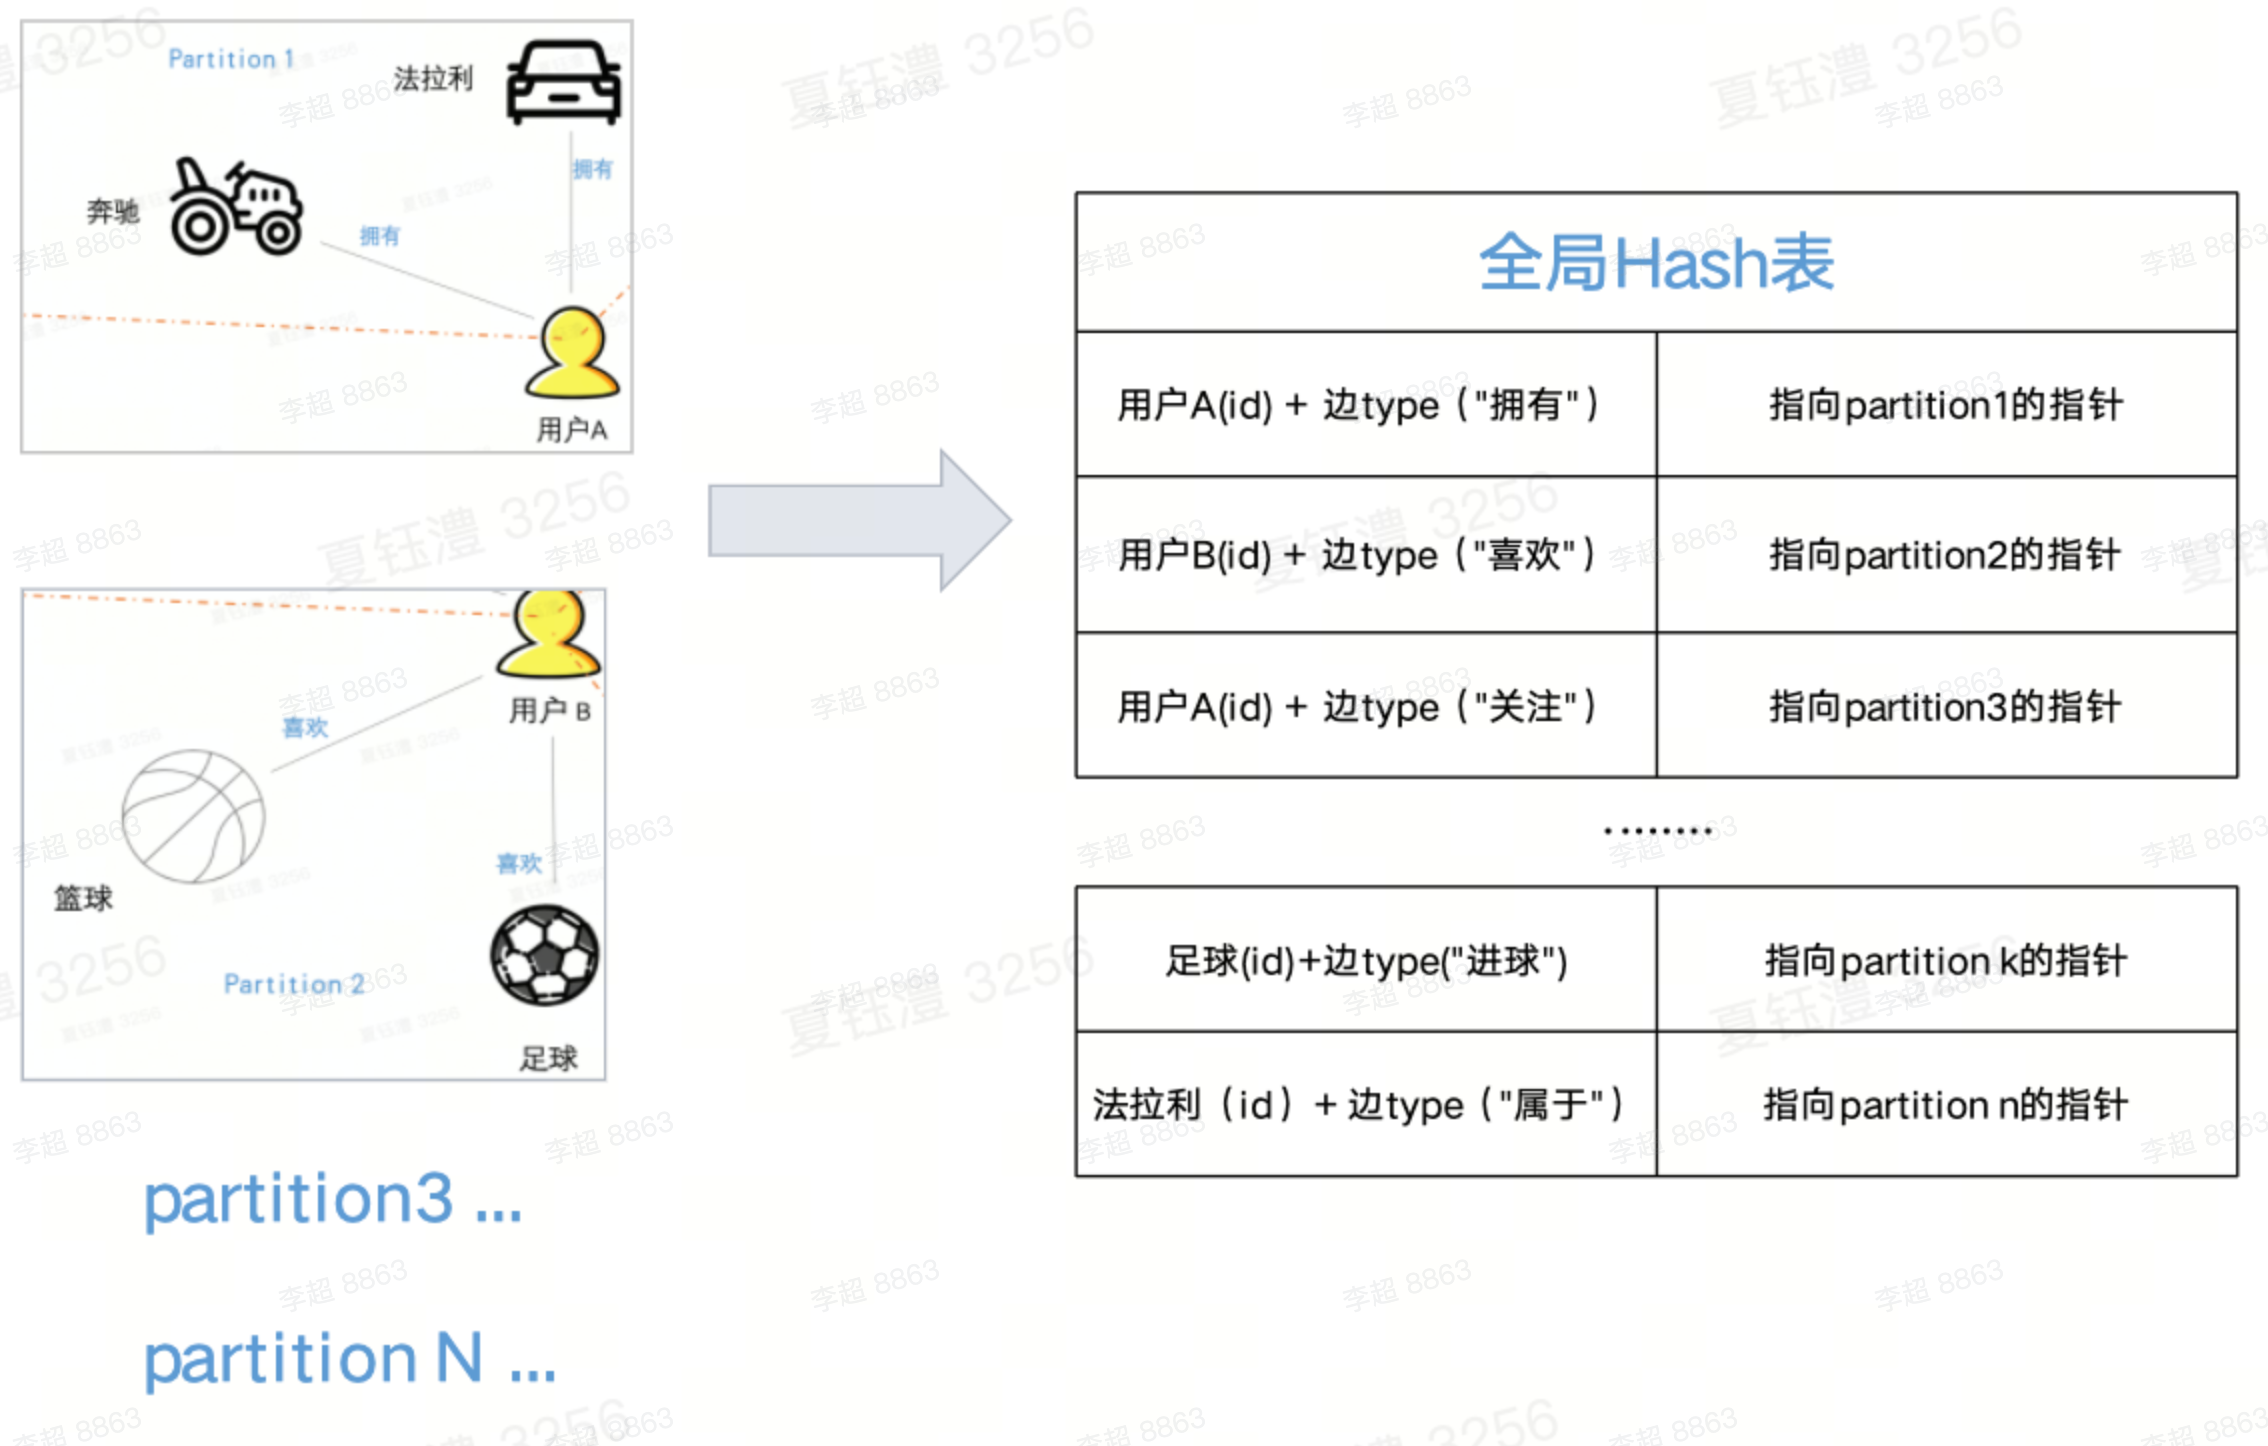 Partition 1
法拉利
拥有
奔驰
拥有
用户A
用户 B
喜欢
喜欢
篮球
Partition 2
足球
partition3 ...
partition N ...
全局Hash表
用户A(id) + 边type（"拥有"） 指向partition1的指针
用户B(id) + 边type（"喜欢"） 指向partition2的指针
用户A(id) + 边type（"关注"） 指向partition3的指针
........
足球(id)+边type("进球") 指向partition k的指针
法拉利（id）+ 边type（"属于"） 指向partition n的指针
夏钰澧 3256
李超 8863